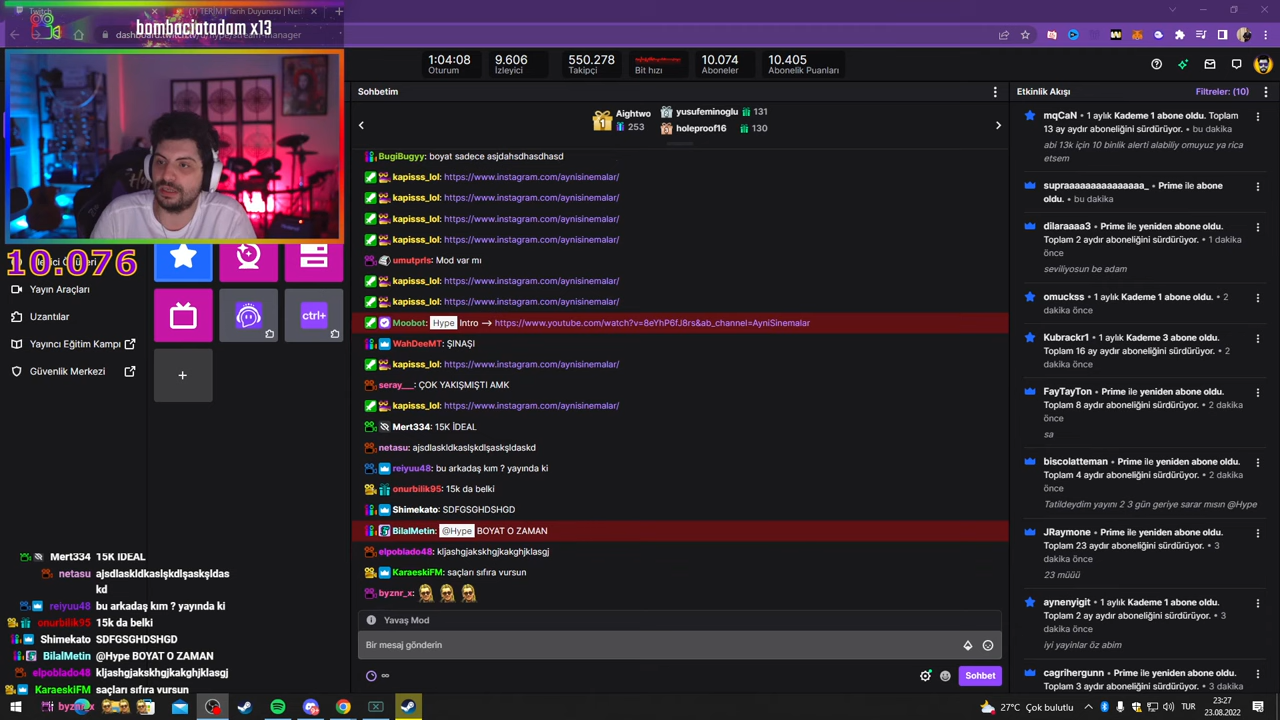 Twitch
(1) TERİM | Tarih Duyurusu | Net
bombaciatadam x13
1:04:08
Oturum
9.606
İzleyici
550.278
Takipçi
Bit hızı
10.074
Aboneler
10.405
Abonelik Puanları
Sohbetim
Aightwo
253
yusufeminoglu 131
holeproof16 130
BugiBugyy: boyat sadece asjdahsdhasdhasd
kapisss_lol: https://www.instagram.com/aynisinemalar/
kapisss_lol: https://www.instagram.com/aynisinemalar/
kapisss_lol: https://www.instagram.com/aynisinemalar/
kapisss_lol: https://www.instagram.com/aynisinemalar/
umutprls: Mod var mı
kapisss_lol: https://www.instagram.com/aynisinemalar/
kapisss_lol: https://www.instagram.com/aynisinemalar/
Moobot: Hype Intro --> https://www.youtube.com/watch?v=8eYhP6fJ8rs&ab_channel=AyniSinemalar
WahDeeMT: ŞINAŞI
kapisss_lol: https://www.instagram.com/aynisinemalar/
seray___: ÇOK YAKIŞMIŞTI AMK
kapisss_lol: https://www.instagram.com/aynisinemalar/
Mert334: 15K İDEAL
netasu: ajsdlaskldkaslşkdlşaskşldaskd
reiyuu48: bu arkadaş kım ? yayında ki
onurbilik95: 15k da belki
Shimekato: SDFGSGHDSHGD
BilalMetin: @Hype BOYAT O ZAMAN
elpoblado48: kljashgjakskhgjkakghjklasgj
KaraeskiFM: saçları sıfıra vursun
byznr_x:
Yavaş Mod
Bir mesaj gönderin
Sohbet
10.076
Yayın Araçları
Uzantılar
Yayıncı Eğitim Kampı
Güvenlik Merkezi
ctrl+
Mert334 15K İDEAL
netasu ajsdlaskldkaslşkdlşaskşldas
kd
reiyuu48 bu arkadaş kım ? yayında ki
onurbilik95 15k da belki
Shimekato SDFGSGHDSHGD
BilalMetin @Hype BOYAT O ZAMAN
elpoblado48 kljashgjakskhgjkakghjklasgj
KaraeskiFM saçları sıfıra vursun
byznr_x
Etkinlik Akışı
Filtreler: (10)
mqCaN • 1 aylık Kademe 1 abone oldu. Toplam
13 ay aydır aboneliğini sürdürüyor. • bu dakika
abi 13k için 10 binlik alerti alabiliy omuyuz ya rica
etsem
supraaaaaaaaaaaaaaa_ • Prime ile abone
oldu. • bu dakika
dilaraaaa3 • Prime ile yeniden abone oldu.
Toplam 2 aydır aboneliğini sürdürüyor. • 1 dakika
önce
seviliyosun be adam
omuckss • 1 aylık Kademe 1 abone oldu. • 2
dakika önce
Kubrackr1 • 1 aylık Kademe 3 abone oldu.
Toplam 16 ay aydır aboneliğini sürdürüyor. • 2
dakika önce
FayTayTon • Prime ile yeniden abone oldu.
Toplam 8 aydır aboneliğini sürdürüyor. • 2 dakika
önce
sa
biscolatteman • Prime ile yeniden abone oldu.
Toplam 4 aydır aboneliğini sürdürüyor. • 2 dakika
önce
Tatildeydim yayını 2 3 gün geriye sarar mısın @Hype
JRaymone • Prime ile yeniden abone oldu.
Toplam 23 aydır aboneliğini sürdürüyor. • 3
dakika önce
23 müüü
aynenyigit • 1 aylık Kademe 1 abone oldu.
Toplam 2 ay aydır aboneliğini sürdürüyor. • 3
dakika önce
iyi yayınlar öz abim
cagrihergunn • Prime ile yeniden abone oldu.
Toplam 3 aydır aboneliğini sürdürüyor. • 3 dakika
27°C Çok bulutlu
TUR
23:27
23.08.2022